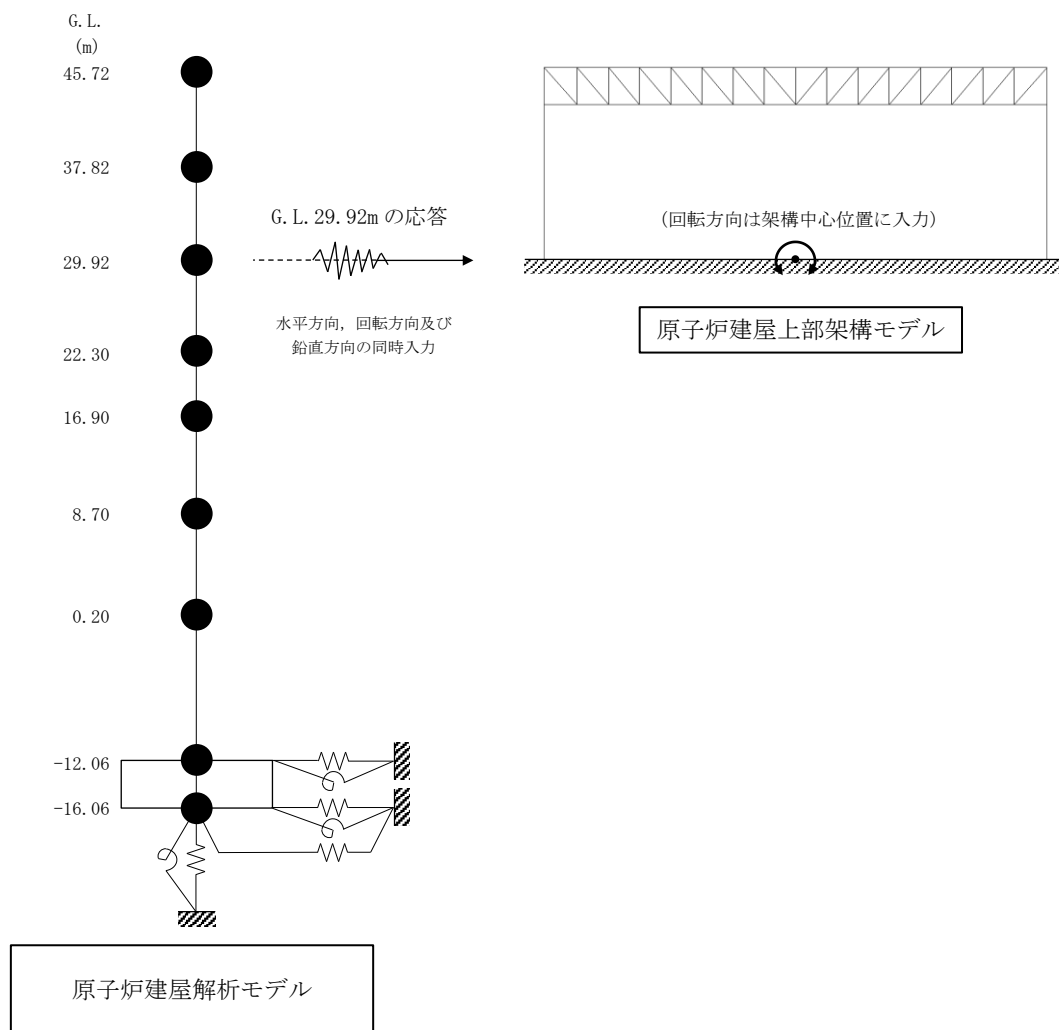 G.L.
(m)
45.72
37.82
29.92
22.30
16.90
8.70
0.20
-12.06
-16.06
原子炉建屋解析モデル
G.L.29.92m の応答
水平方向，回転方向及び
鉛直方向の同時入力
(回転方向は架構中心位置に入力)
原子炉建屋上部架構モデル